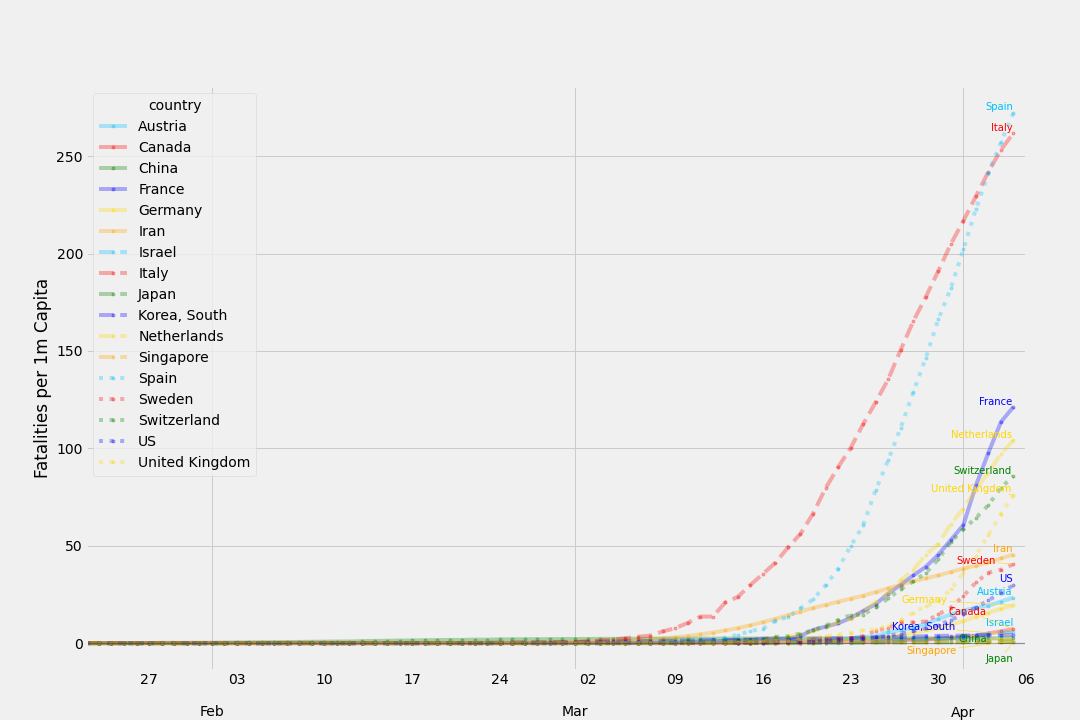 country
Austria
Canada
China
France
Germany
Iran
Israel
Italy
Japan
Korea, South
Netherlands
Singapore
Spain
Sweden
Switzerland
US
United Kingdom
Fatalities per 1m Capita
250
200
150
100
50
0
Spain
Italy
France
Netherlands
Switzerland
United Kingdom
Iran
Sweden
US
Austria
Germany
Canada
Israel
Korea, South
China
Singapore
Japan
27 03 10 17 24 02 09 16 23 30 06
Feb Mar Apr